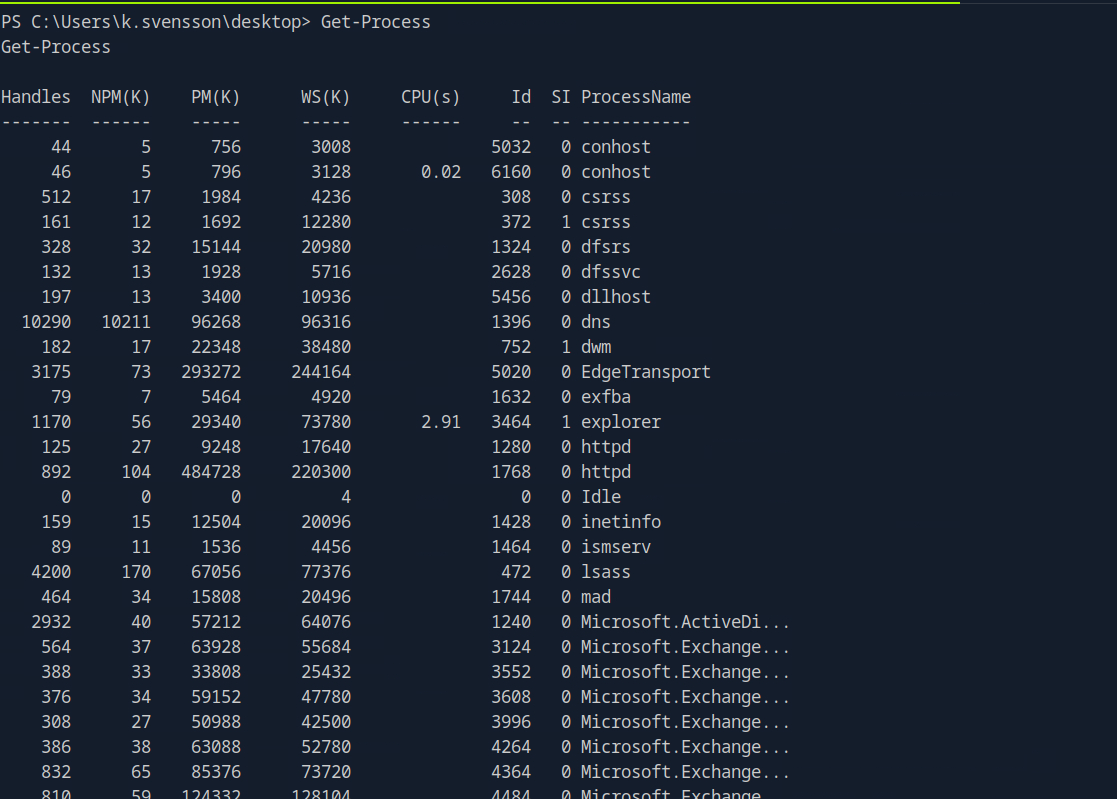 PS C:\Users\k.svensson\desktop> Get-Process
Get-Process
Handles  NPM(K)    PM(K)      WS(K)     CPU(s)     Id  SI ProcessName
-------  ------    -----      -----     ------     --  -- -----------
     44       5      756       3008              5032   0 conhost
     46       5      796       3128       0.02   6160   0 conhost
    512      17     1984       4236               308   0 csrss
    161      12     1692      12280               372   1 csrss
    328      32    15144      20980              1324   0 dfsrs
    132      13     1928       5716              2628   0 dfssvc
    197      13     3400      10936              5456   0 dllhost
  10290   10211    96268      96316              1396   0 dns
    182      17    22348      38480               752   1 dwm
   3175      73   293272     244164              5020   0 EdgeTransport
     79       7     5464       4920              1632   0 exfba
   1170      56    29340      73780       2.91   3464   1 explorer
    125      27     9248      17640              1280   0 httpd
    892     104   484728     220300              1768   0 httpd
      0       0        0          4                 0   0 Idle
    159      15    12504      20096              1428   0 inetinfo
     89      11     1536       4456              1464   0 ismserv
   4200     170    67056      77376               472   0 lsass
    464      34    15808      20496              1744   0 mad
   2932      40    57212      64076              1240   0 Microsoft.ActiveDi...
    564      37    63928      55684              3124   0 Microsoft.Exchange...
    388      33    33808      25432              3552   0 Microsoft.Exchange...
    376      34    59152      47780              3608   0 Microsoft.Exchange...
    308      27    50988      42500              3996   0 Microsoft.Exchange...
    386      38    63088      52780              4264   0 Microsoft.Exchange...
    832      65    85376      73720              4364   0 Microsoft.Exchange...
    810      59   124332     128104              4484   0 Microsoft.Exchange